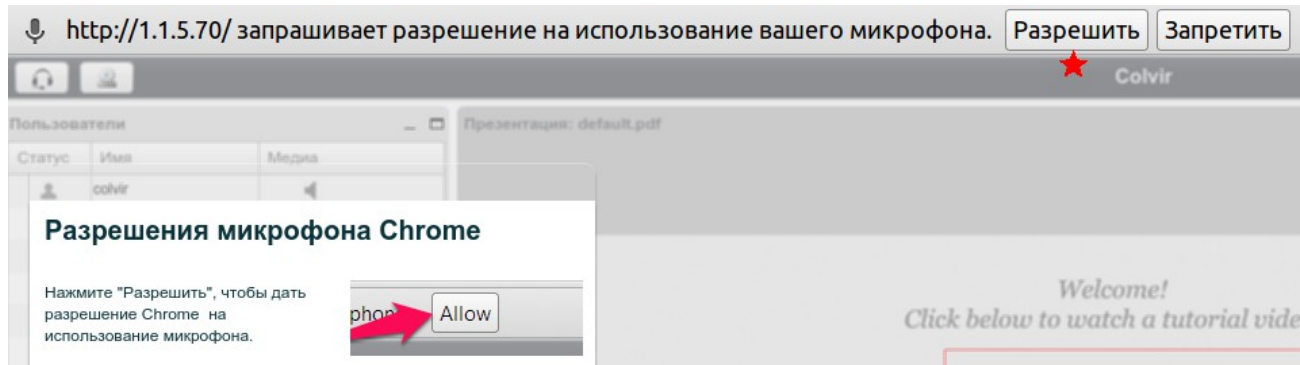 http://1.1.5.70/ запрашивает разрешение на использование вашего микрофона. Разрешить Запретить
Colvir
Пользователи
Презентация: default.pdf
Статус Имя Медиа
colvir
Разрешения микрофона Chrome
Нажмите "Разрешить", чтобы дать
разрешение Chrome на
использование микрофона.
phon Allow
Welcome!
Click below to watch a tutorial vide